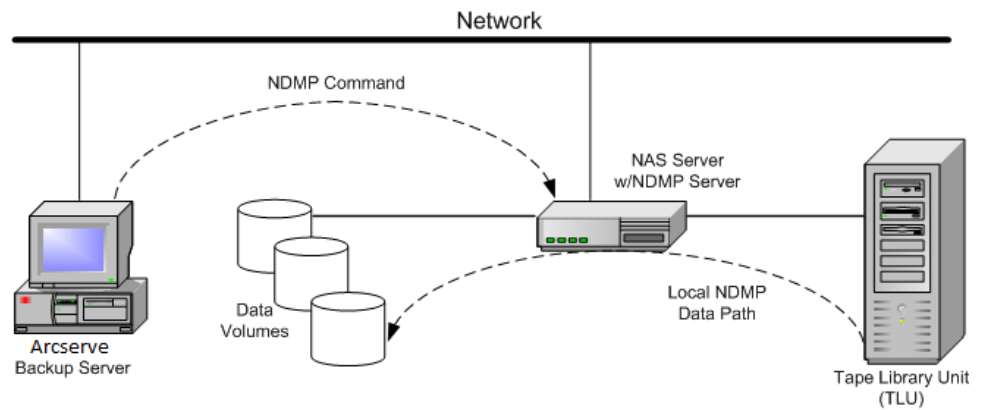 Network
NDMP Command
NAS Server
w/NDMP Server
Data
Volumes
Local NDMP
Data Path
Arcserve
Backup Server
Tape Library Unit
(TLU)